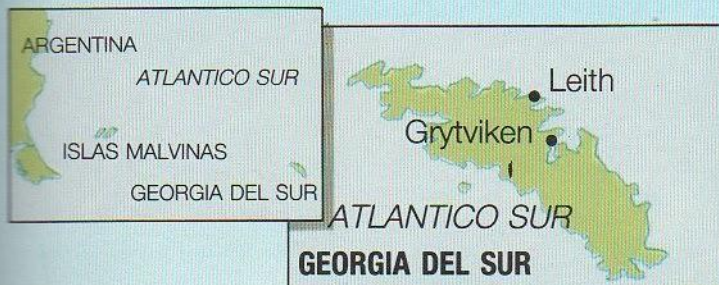 ARGENTINA
ATLANTICO SUR
ISLAS MALVINAS
GEORGIA DEL SUR
Leith
Grytviken
ATLANTICO SUR
GEORGIA DEL SUR